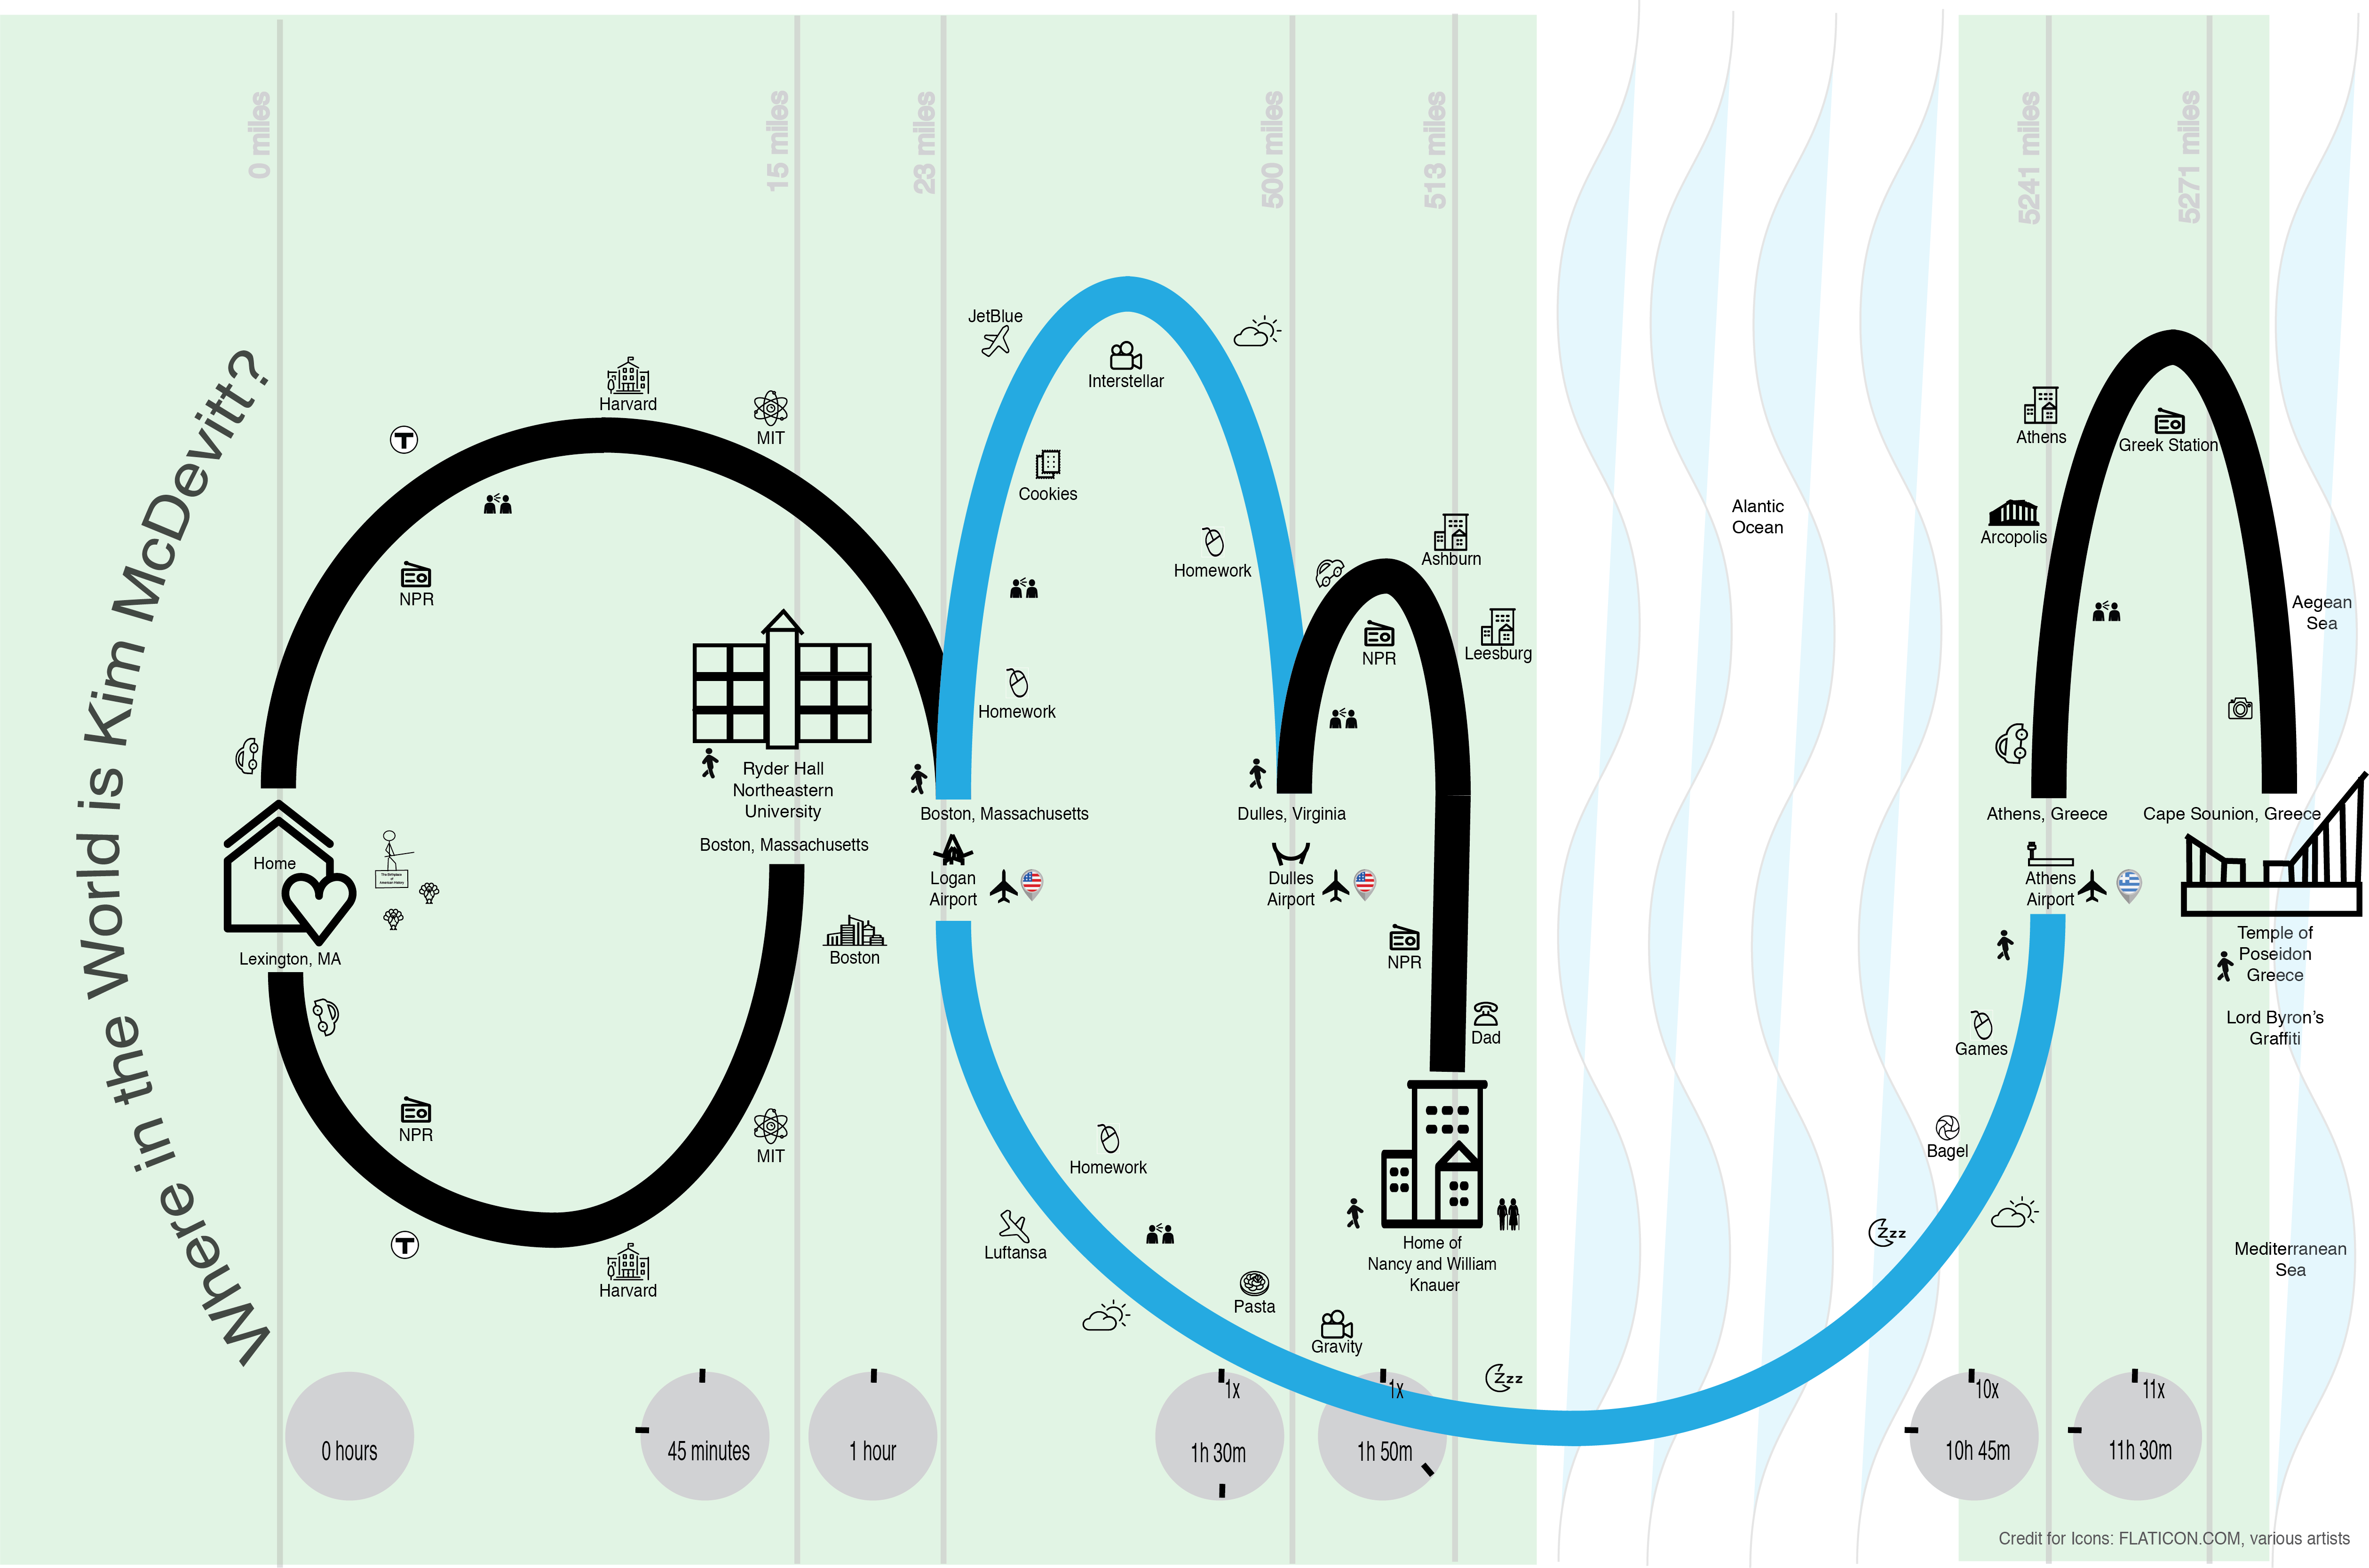 Where in the World is Kim McDevitt?
0 miles
15 miles
23 miles
500 miles
513 miles
5241 miles
5271 miles
JetBlue
Interstellar
Harvard
MIT
T
NPR
Cookies
Homework
Homework
Ashburn
NPR
Leesburg
Alantic
Ocean
Athens
Greek Station
Arcopolis
Aegean
Sea
Ryder Hall
Northeastern
University
Boston, Massachusetts
Boston, Massachusetts
Logan
Airport
Dulles, Virginia
Dulles
Airport
Athens, Greece
Athens
Airport
Cape Sounion, Greece
Temple of
Poseidon
Greece
Lord Byron's
Graffiti
Home
The Birthplace
of
American History
Lexington, MA
Boston
NPR
Dad
Games
NPR
MIT
Homework
Bagel
T
Harvard
Luftansa
Pasta
Gravity
Zzz
Home of
Nancy and William
Knauer
Zzz
Mediterranean
Sea
0 hours
45 minutes
1 hour
1x
1h 30m
1x
1h 50m
10x
10h 45m
11x
11h 30m
Credit for Icons: FLATICON.COM, various artists